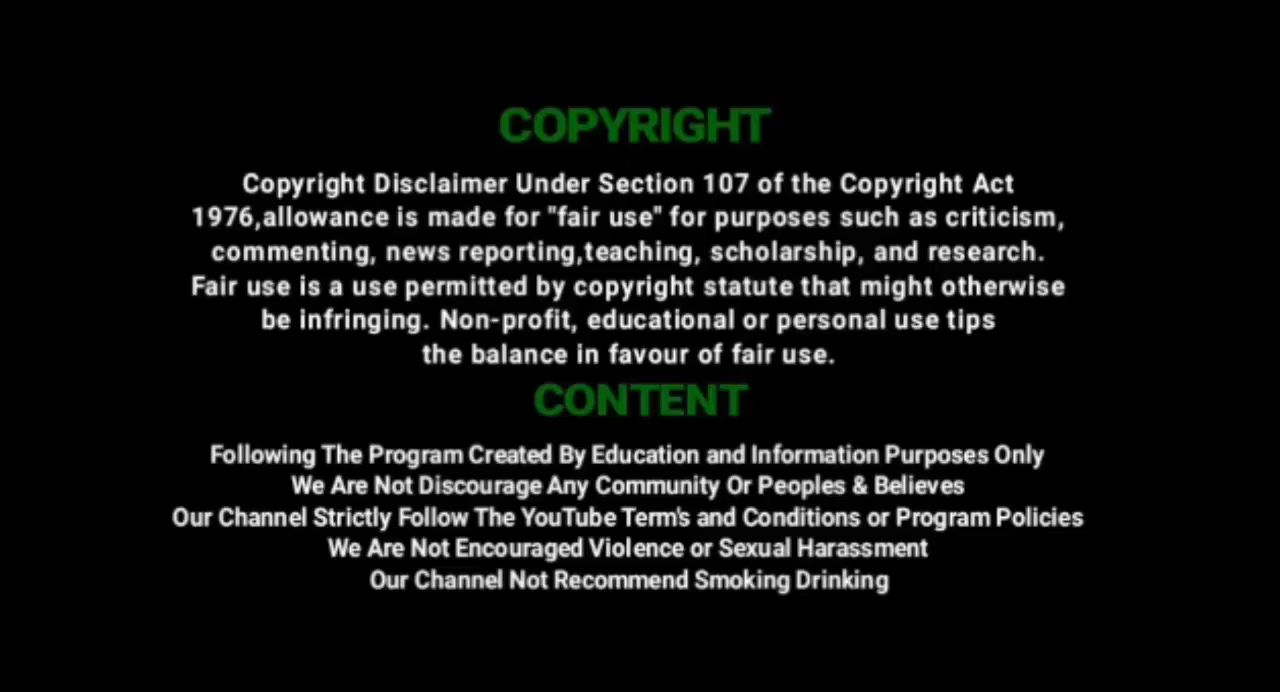 COPYRIGHT
Copyright Disclaimer Under Section 107 of the Copyright Act
1976,allowance is made for "fair use" for purposes such as criticism,
commenting, news reporting,teaching, scholarship, and research.
Fair use is a use permitted by copyright statute that might otherwise
be infringing. Non-profit, educational or personal use tips
the balance in favour of fair use.
CONTENT
Following The Program Created By Education and Information Purposes Only
We Are Not Discourage Any Community Or Peoples & Believes
Our Channel Strictly Follow The YouTube Term's and Conditions or Program Policies
We Are Not Encouraged Violence or Sexual Harassment
Our Channel Not Recommend Smoking Drinking